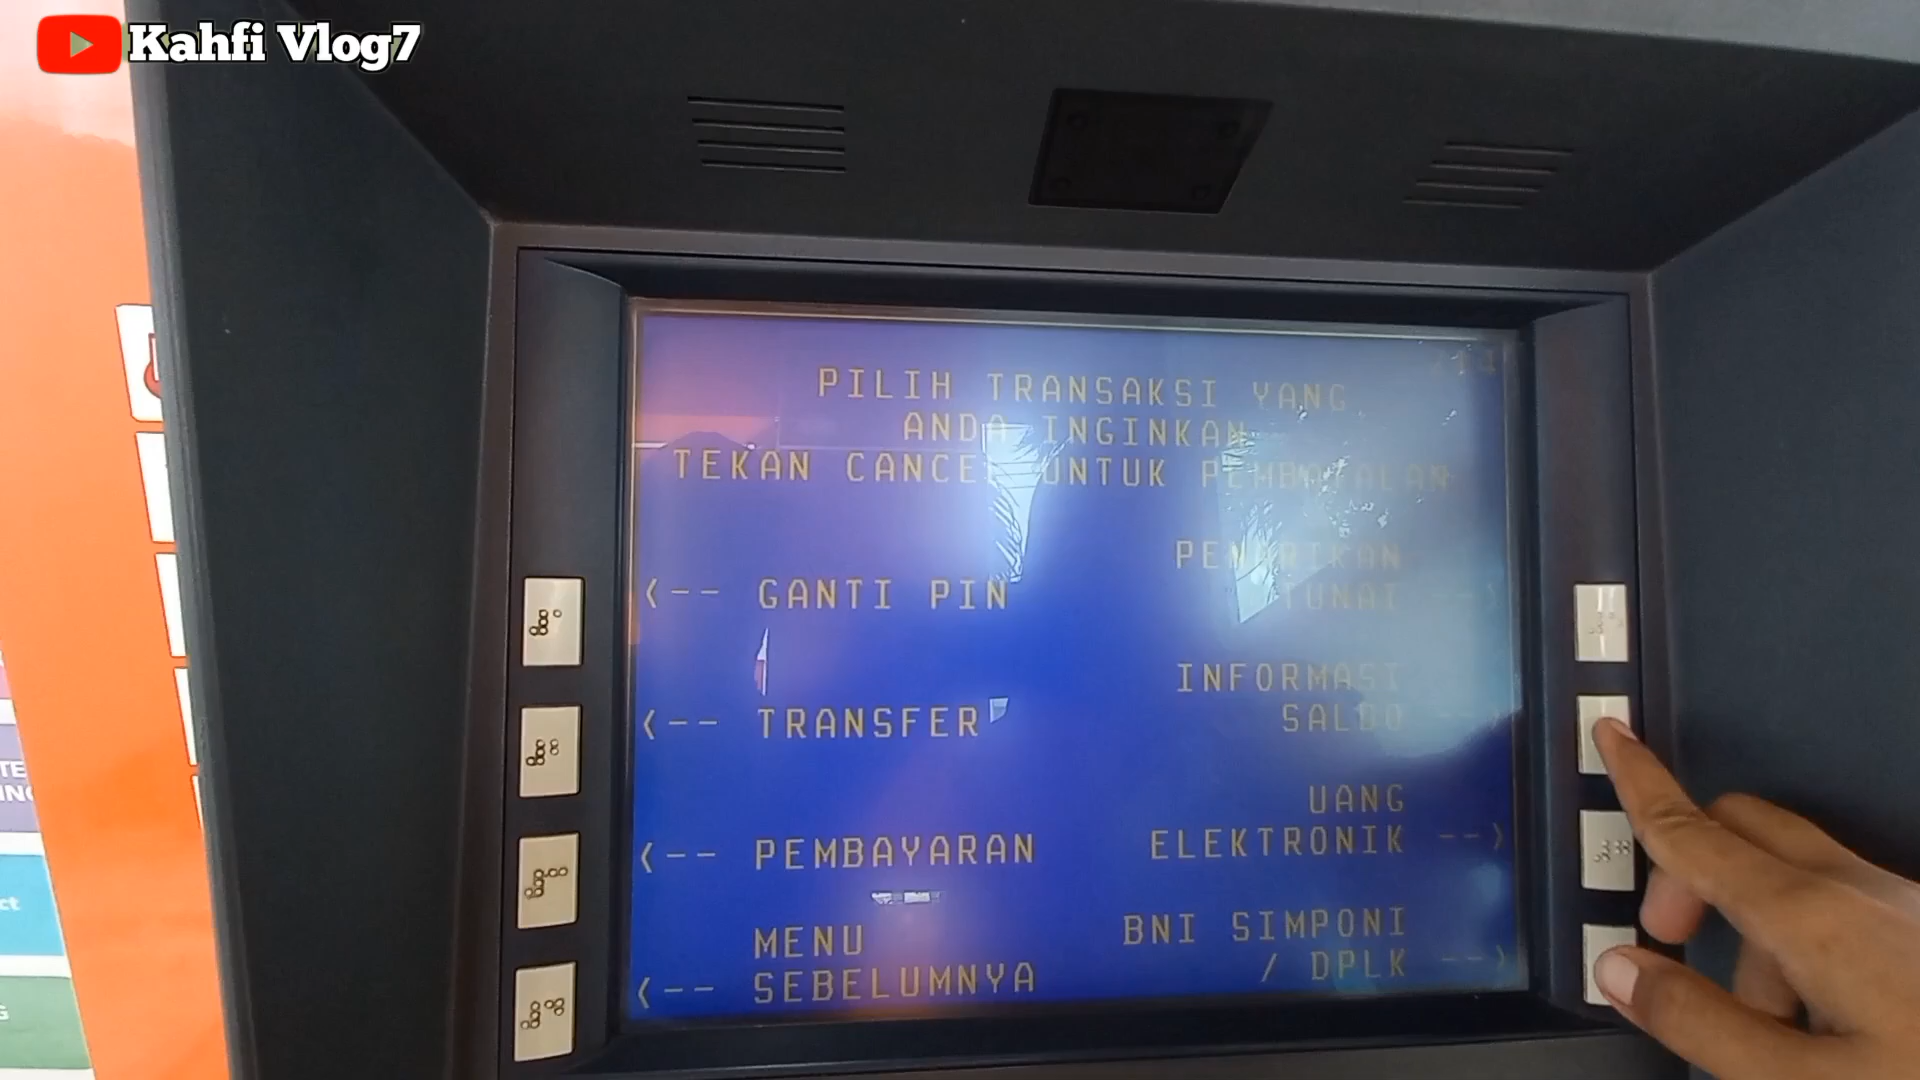 Kahfi Vlog7
PILIH TRANSAKSI YANG
ANDA INGINKAN
TEKAN CANCEL UNTUK PEMBATALAN
PENARIKAN
<-- GANTI PIN
TUNAI -->
INFORMASI
<-- TRANSFER
SALDO -->
UANG
<-- PEMBAYARAN
ELEKTRONIK -->
MENU
BNI SIMPONI
<-- SEBELUMNYA
/ DPLK -->